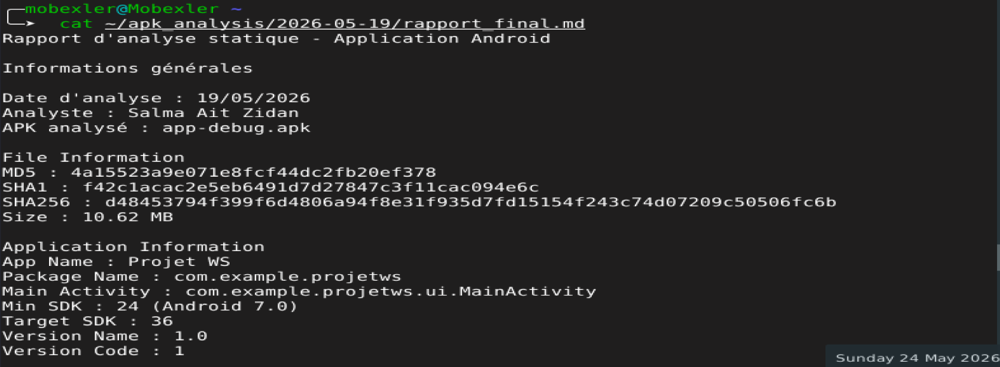 mobexler@Mobexler ~
cat ~/apk_analysis/2026-05-19/rapport_final.md
Rapport d'analyse statique - Application Android
Informations générales
Date d'analyse : 19/05/2026
Analyste : Salma Ait Zidan
APK analysé : app-debug.apk
File Information
MD5 : 4a15523a9e071e8fcf44dc2fb20ef378
SHA1 : f42c1acac2e5eb6491d7d27847c3f11cac094e6c
SHA256 : d48453794f399f6d4806a94f8e31f935d7fd15154f243c74d07209c50506fc6b
Size : 10.62 MB
Application Information
App Name : Projet WS
Package Name : com.example.projetws
Main Activity : com.example.projetws.ui.MainActivity
Min SDK : 24 (Android 7.0)
Target SDK : 36
Version Name : 1.0
Version Code : 1
Sunday 24 May 2026